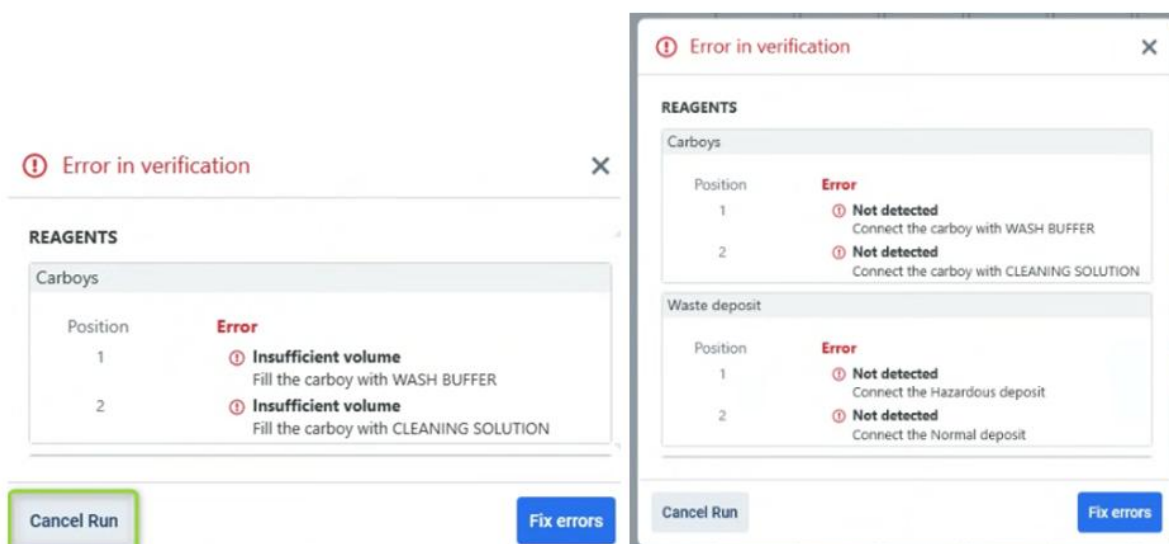 Error in verification
REAGENTS
Carboys
Position Error
1 Insufficient volume
Fill the carboy with WASH BUFFER
2 Insufficient volume
Fill the carboy with CLEANING SOLUTION
Cancel Run Fix errors
Error in verification
REAGENTS
Carboys
Position Error
1 Not detected
Connect the carboy with WASH BUFFER
2 Not detected
Connect the carboy with CLEANING SOLUTION
Waste deposit
Position Error
1 Not detected
Connect the Hazardous deposit
2 Not detected
Connect the Normal deposit
Cancel Run Fix errors